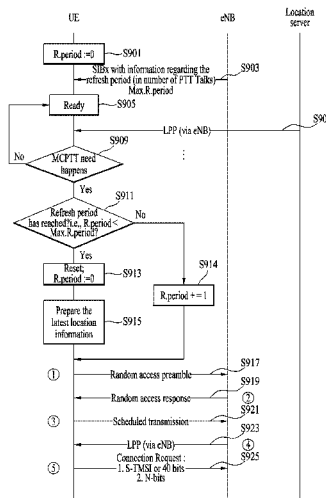 UE
eNB
Location
server
R.period :=0
S901
SIBx with information regarding the
refresh period (in number of PTT Talks)
Max.R.period
S903
Ready
S905
LPP (via eNB)
S90
MCPTT need
happens
S909
No
Yes
Refresh period
has reached?i.e., R.period <
Max.R.period?
S911
No
Yes
Reset;
R.period :=0
S913
S914
R.period += 1
Prepare the
latest location
information
S915
① Random access preamble S917
Random access response ② S919
③ Scheduled transmission S921
LPP (via eNB) ④ S923
⑤ Connection Request :
1. S-TMSI or 40 bits
2. N-bits
S925